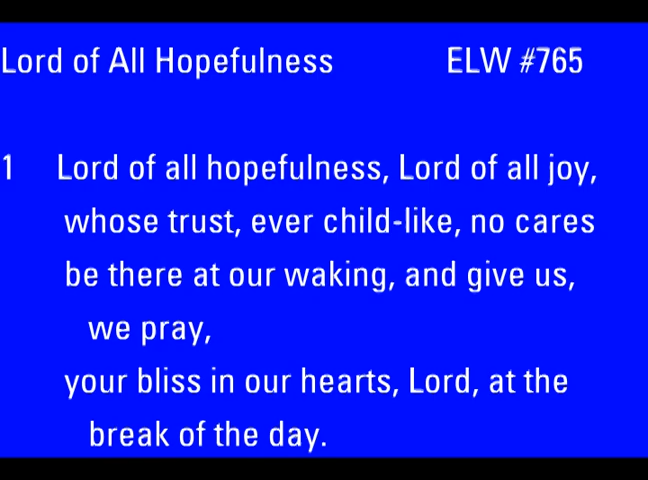 Lord of All Hopefulness ELW #765
1 Lord of all hopefulness, Lord of all joy,
whose trust, ever child-like, no cares
be there at our waking, and give us,
we pray,
your bliss in our hearts, Lord, at the
break of the day.